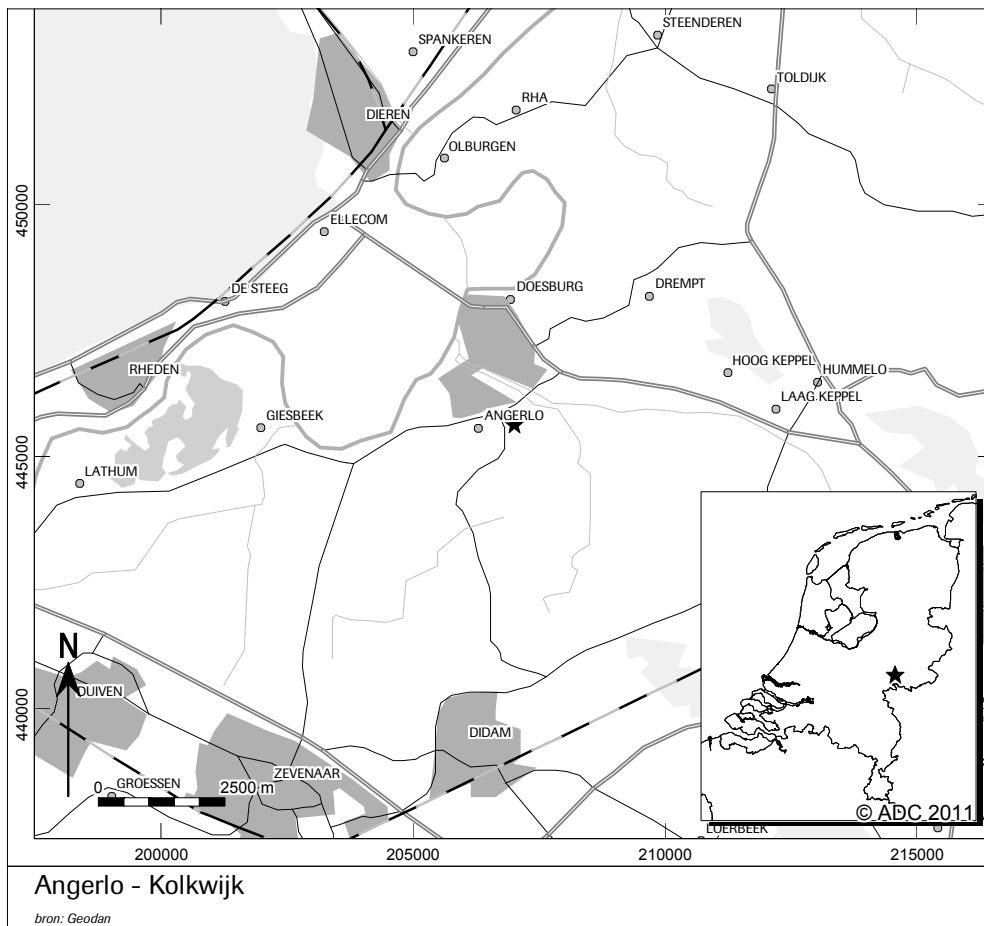 STEENDEREN
SPANKEREN
TOLDIJK
RHA
DIEREN
OLBURGEN
450000
ELLECOM
DE STEEG
DOESBURG
DREMPT
HOOG KEPPEL
HUMMELO
RHEDEN
LAAG KEPPEL
GIESBEEK
ANGERLO
445000
LATHUM
N
DUIVEN
440000
DIDAM
ZEVENAAR
GROESSEN
0
2500 m
© ADC 2011
LOERBEEK
200000
205000
210000
215000
Angerlo - Kolkwijk
bron: Geodan